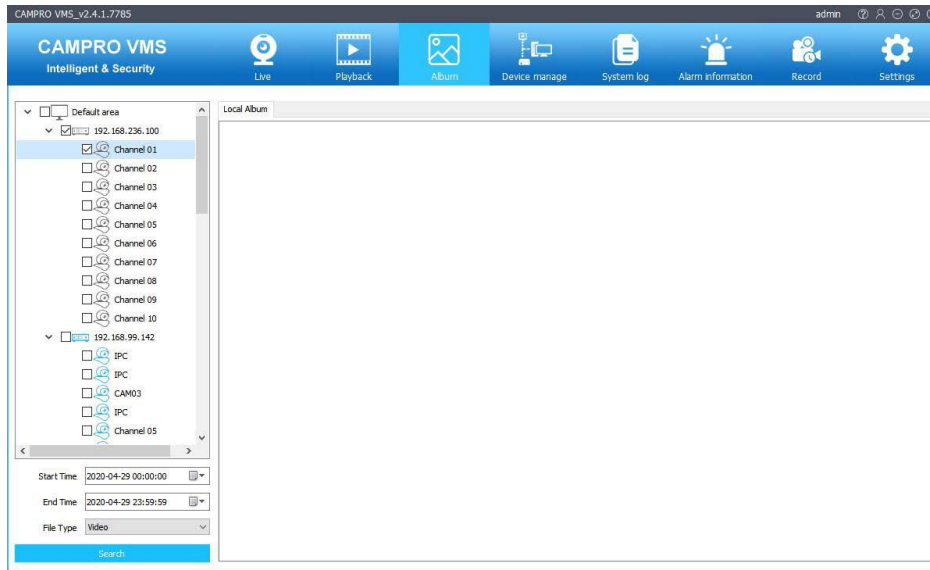 CAMPRO VMS_v2.4.1.7785
admin
CAMPRO VMS
Intelligent & Security
Live
Playback
Album
Device manage
System log
Alarm information
Record
Settings
Default area
192.168.236.100
Channel 01
Channel 02
Channel 03
Channel 04
Channel 05
Channel 06
Channel 07
Channel 08
Channel 09
Channel 10
192.168.99.142
IPC
IPC
CAM03
IPC
Channel 05
Local Album
Start Time 2020-04-29 00:00:00
End Time 2020-04-29 23:59:59
File Type Video
Search